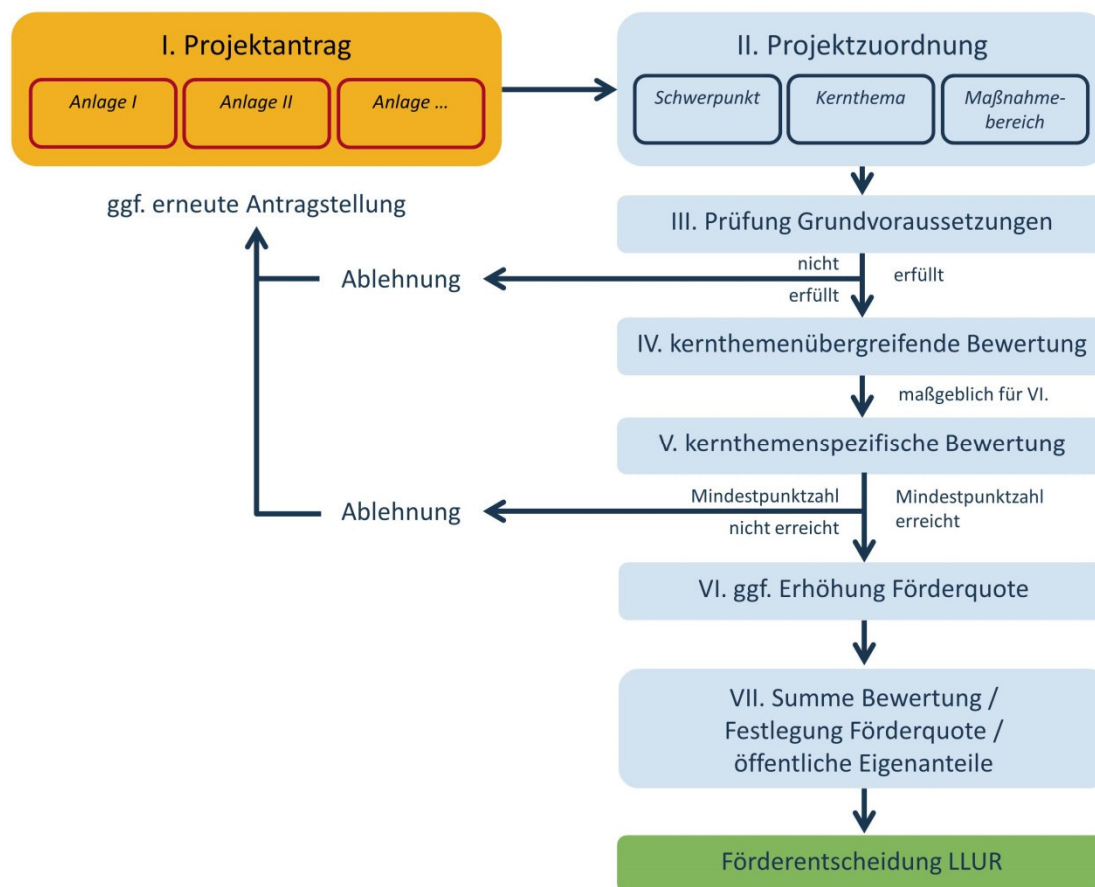 I. Projektantrag
Anlage I
Anlage II
Anlage ...
II. Projektzuordnung
Schwerpunkt
Kernthema
Maßnahme-
bereich
ggf. erneute Antragstellung
III. Prüfung Grundvoraussetzungen
Ablehnung
nicht
erfüllt
erfüllt
IV. kernthemenübergreifende Bewertung
maßgeblich für VI.
V. kernthemenspezifische Bewertung
Ablehnung
Mindestpunktzahl
nicht erreicht
Mindestpunktzahl
erreicht
VI. ggf. Erhöhung Förderquote
VII. Summe Bewertung /
Festlegung Förderquote /
öffentliche Eigenanteile
Förderentscheidung LLUR